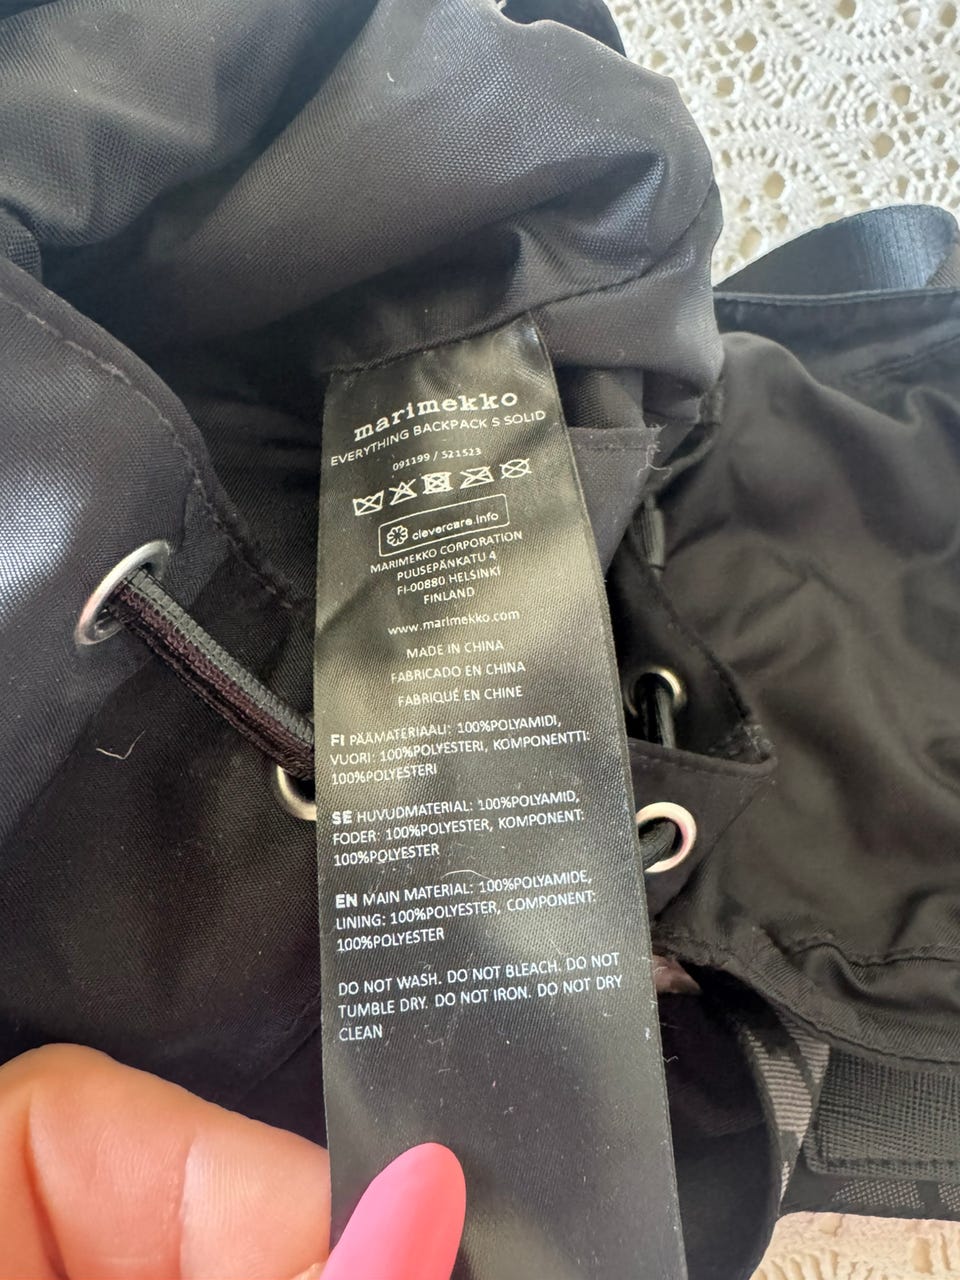 marimekko
EVERYTHING BACKPACK S SOLID
091199 / 521523
clevercare.info
MARIMEKKO CORPORATION
PUUSEPÄNKATU 4
FI-00880 HELSINKI
FINLAND
www.marimekko.com
MADE IN CHINA
FABRICADO EN CHINA
FABRIQUÉ EN CHINE
FI PÄÄMATERIAALI: 100%POLYAMIDI,
VUORI: 100%POLYESTERI, KOMPONENTTI:
100%POLYESTERI
SE HUVUDMATERIAL: 100%POLYAMID,
FODER: 100%POLYESTER, KOMPONENT:
100%POLYESTER
EN MAIN MATERIAL: 100%POLYAMIDE,
LINING: 100%POLYESTER, COMPONENT:
100%POLYESTER
DO NOT WASH. DO NOT BLEACH. DO NOT
TUMBLE DRY. DO NOT IRON. DO NOT DRY
CLEAN